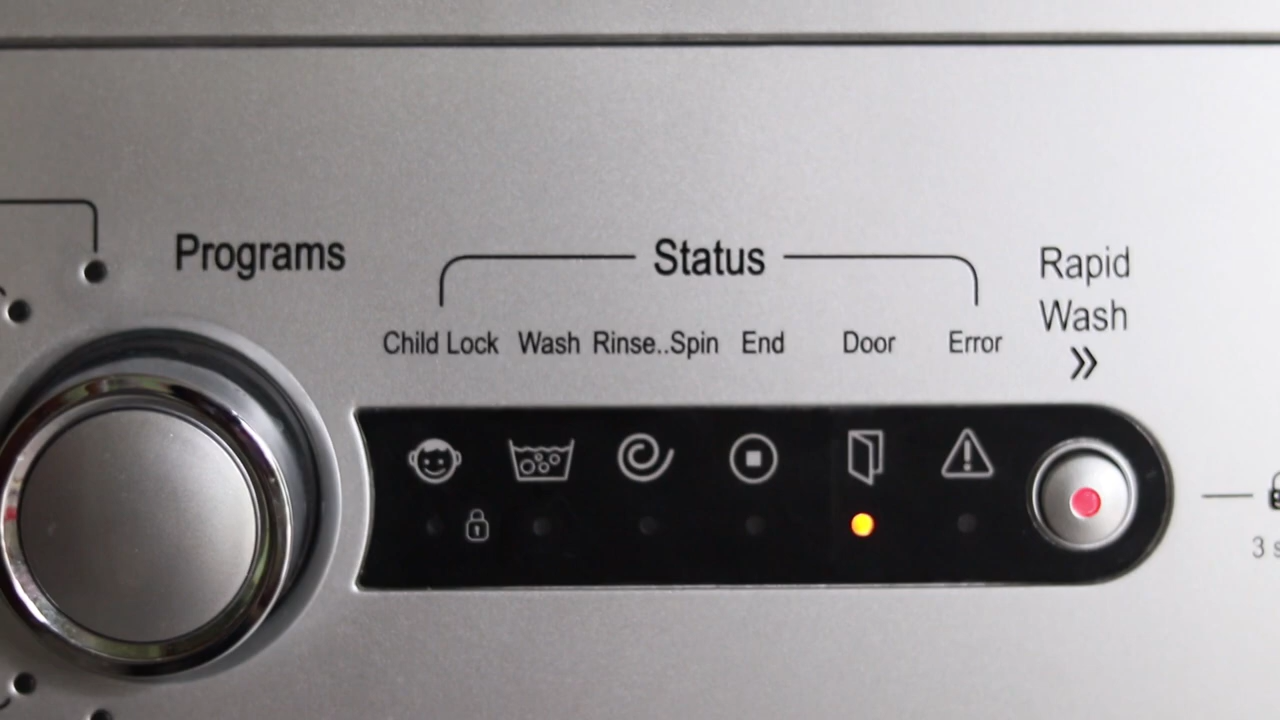 Programs
Status
Rapid
Wash
Child Lock Wash Rinse..Spin End Door Error
3 s